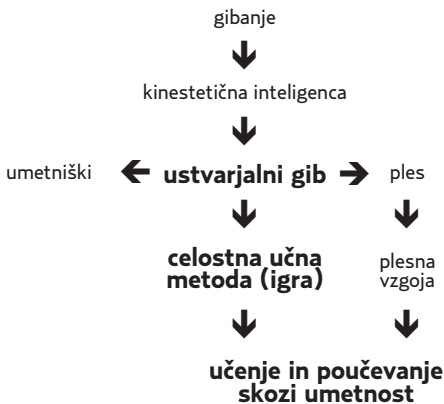 gibanje
kinestetična inteligenca
umetniški ustvarjalni gib ples
celostna učna
metoda (igra)
plesna
vzgoja
učenje in poučevanje
skozi umetnost